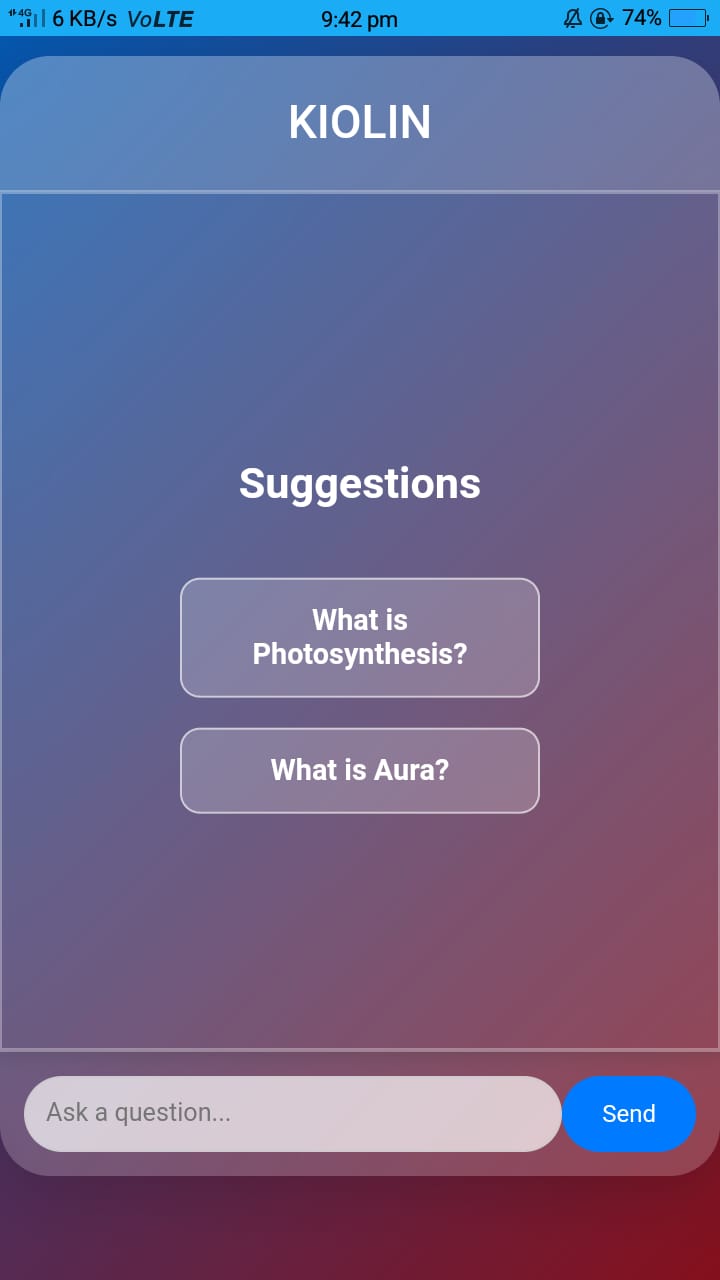 4G 6 KB/s VoLTE 9:42 pm 74%
KIOLIN
Suggestions
What is
Photosynthesis?
What is Aura?
Ask a question... Send